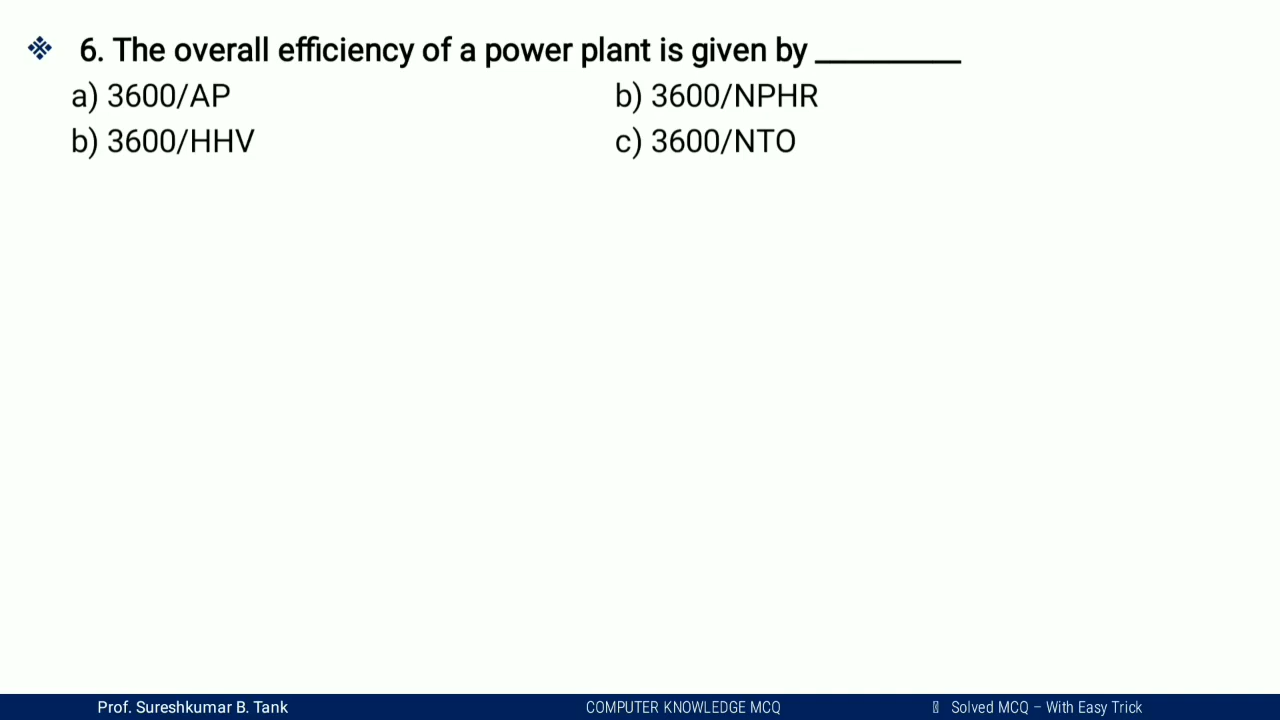 ❖ 6. The overall efficiency of a power plant is given by __________
a) 3600/AP b) 3600/NPHR
b) 3600/HHV c) 3600/NTO
Prof. Sureshkumar B. Tank COMPUTER KNOWLEDGE MCQ Solved MCQ – With Easy Trick